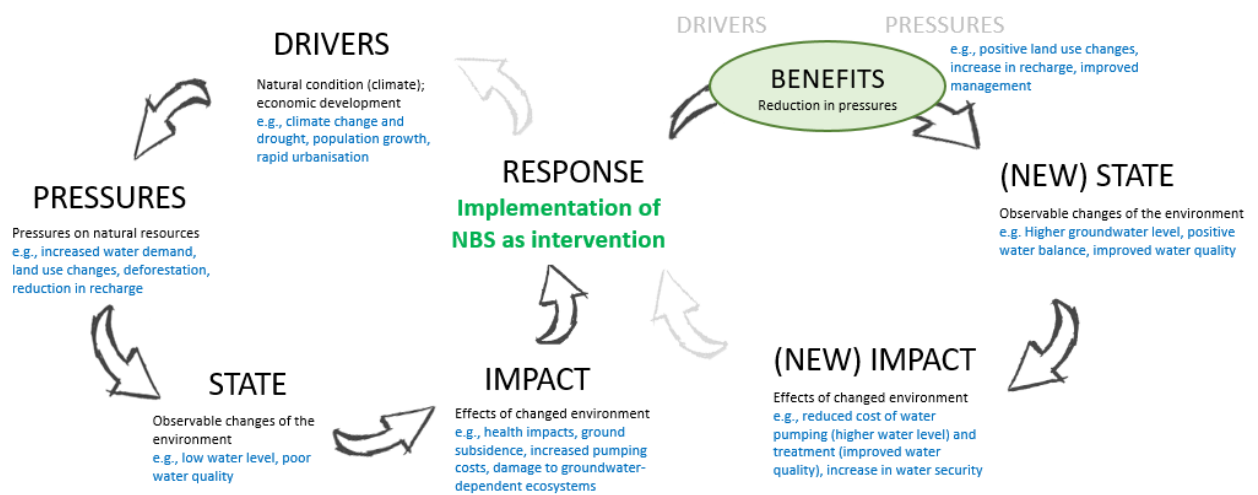 DRIVERS
Natural condition (climate);
economic development
e.g., climate change and
drought, population growth,
rapid urbanisation
PRESSURES
Pressures on natural resources
e.g., increased water demand,
land use changes, deforestation,
reduction in recharge
STATE
Observable changes of the
environment
e.g., low water level, poor
water quality
IMPACT
Effects of changed environment
e.g., health impacts, ground
subsidence, increased pumping
costs, damage to groundwater-
dependent ecosystems
RESPONSE
Implementation of
NBS as intervention
DRIVERS
PRESSURES
BENEFITS
Reduction in pressures
e.g., positive land use changes,
increase in recharge, improved
management
(NEW) STATE
Observable changes of the environment
e.g. Higher groundwater level, positive
water balance, improved water quality
(NEW) IMPACT
Effects of changed environment
e.g., reduced cost of water
pumping (higher water level) and
treatment (improved water
quality), increase in water security